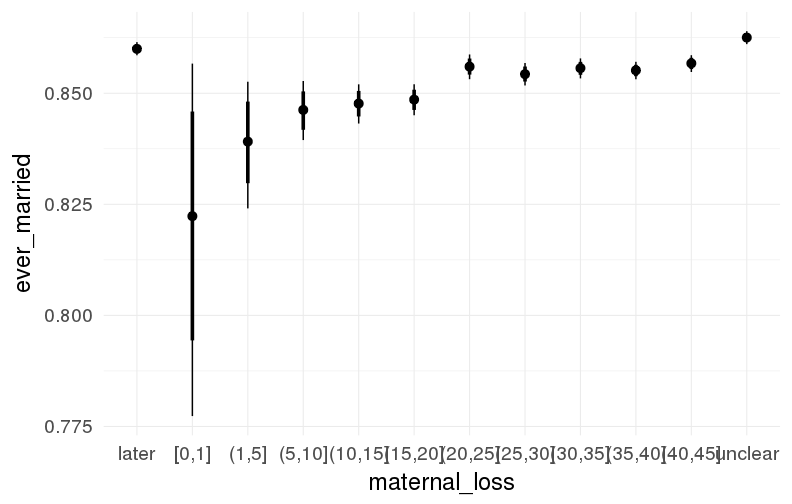 ever_married
0.850
0.825
0.800
0.775
later [0,1] (1,5] (5,10] (10,15] (15,20] (20,25] (25,30] (30,35] (35,40] (40,45] unclear
maternal_loss